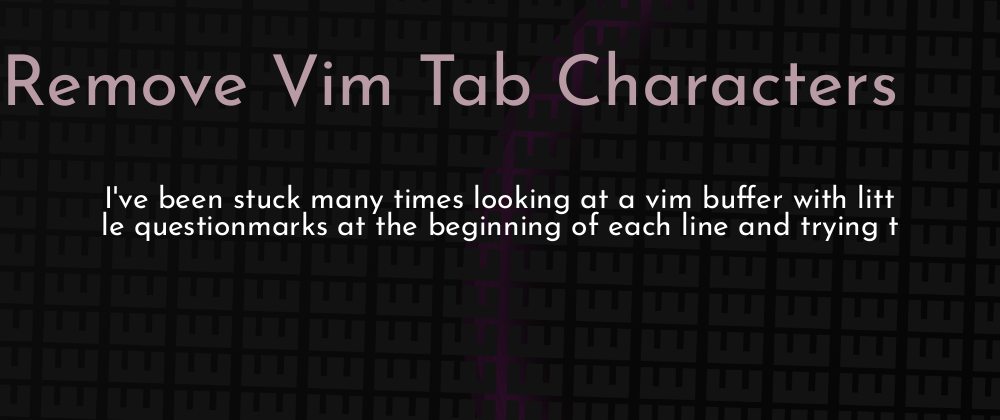 Remove Vim Tab Characters
I've been stuck many times looking at a vim buffer with litt
le questionmarks at the beginning of each line and trying t